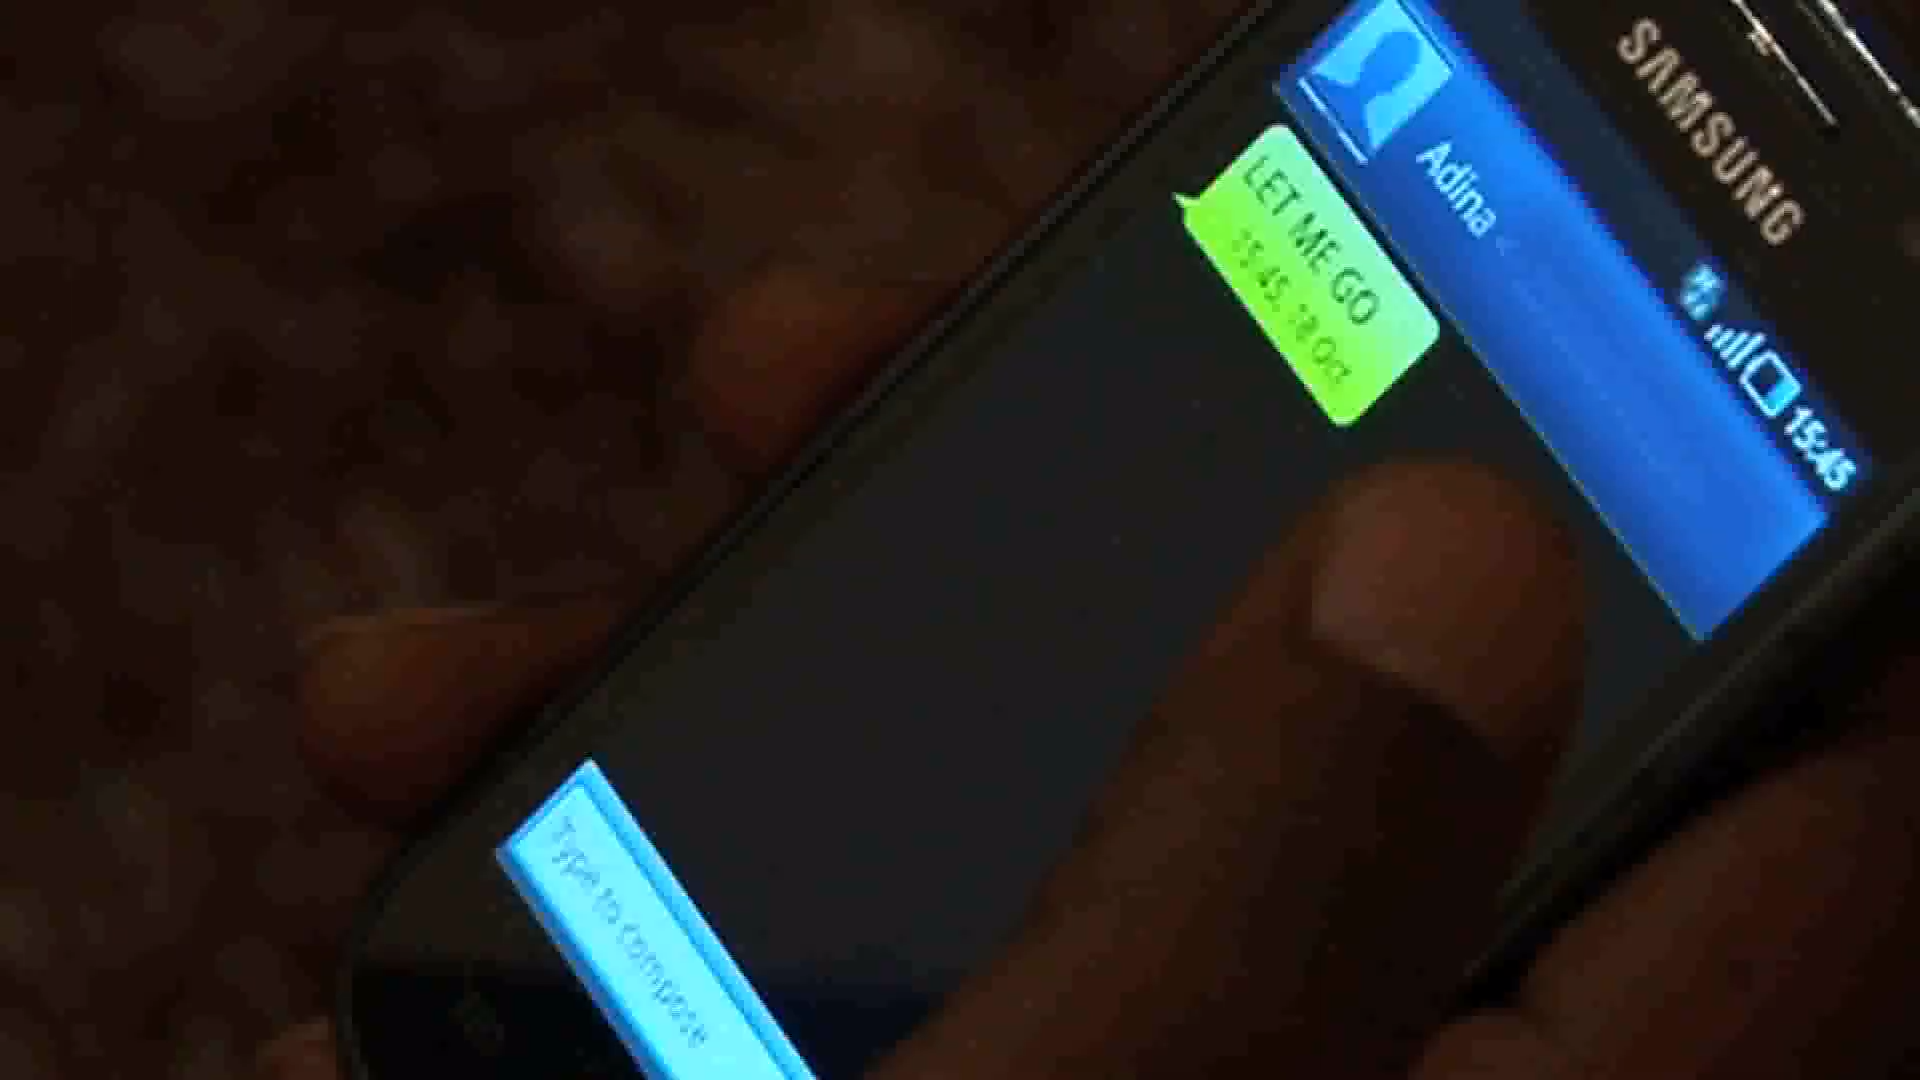 SAMSUNG
15:45
Adina <
LET ME GO
15:45, 18 Oct
Type to compose